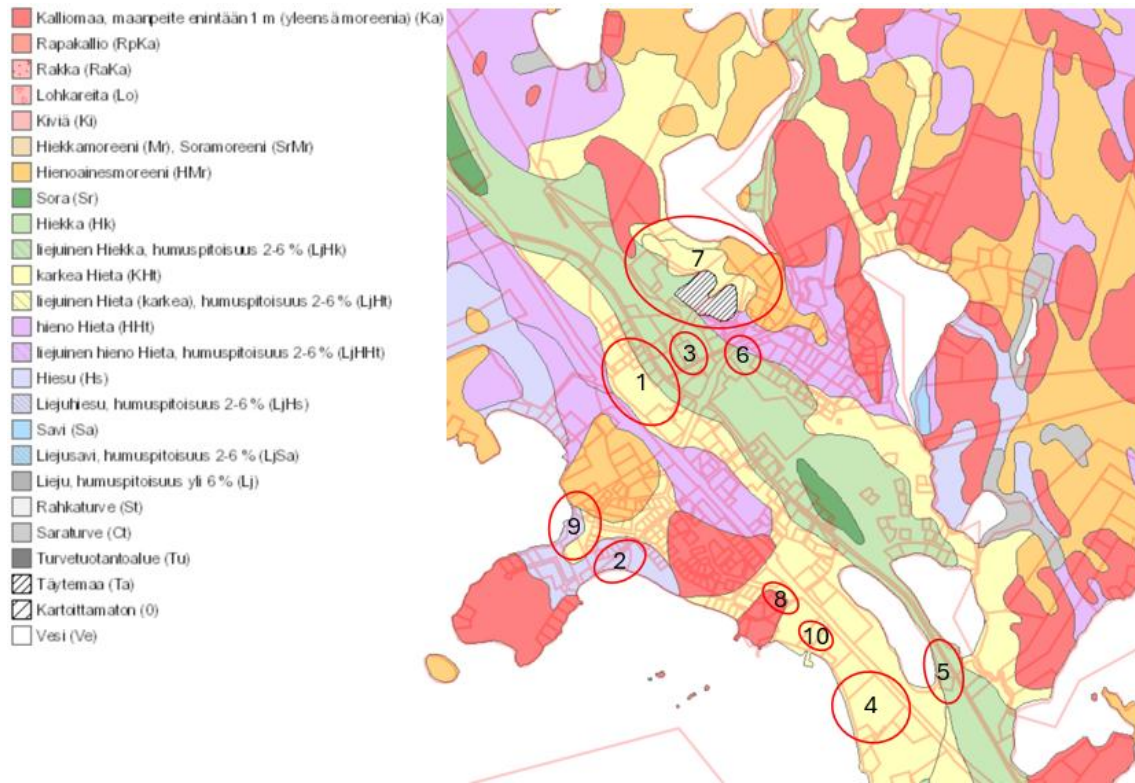 Kalliomaa, maanpeite enintään 1 m (yleensä moreenia) (Ka)
Rapakallio (RpKa)
Rakka (RaKa)
Lohkareita (Lo)
Kiviä (Ki)
Hiekkamoreeni (Mr), Soramoreeni (SrMr)
Hienoainesmoreeni (HMr)
Sora (Sr)
Hiekka (Hk)
liejuinen Hiekka, humuspitoisuus 2-6 % (LjHk)
karkea Hieta (KHt)
liejuinen Hieta (karkea), humuspitoisuus 2-6 % (LjHt)
hieno Hieta (HHt)
liejuinen hieno Hieta, humuspitoisuus 2-6 % (LjHHt)
Hiesu (Hs)
Liejuhiesu, humuspitoisuus 2-6 % (LjHs)
Savi (Sa)
Liejusavi, humuspitoisuus 2-6 % (LjSa)
Lieju, humuspitoisuus yli 6 % (Lj)
Rahkaturve (St)
Saraturve (Ct)
Turvetuotantoalue (Tu)
Täytemaa (Ta)
Kartoittamaton (0)
Vesi (Ve)
7
3
6
1
9
2
8
10
5
4